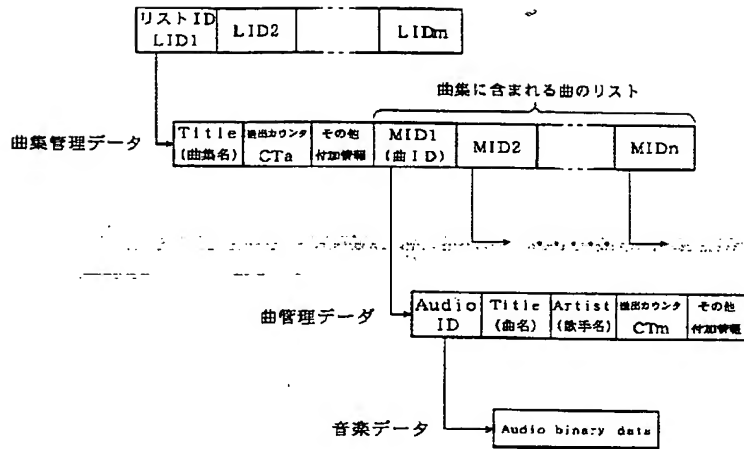 リストID
LID1
LID2
LIDm
曲集に含まれる曲のリスト
曲集管理データ
Title
(曲集名)
進出カウンタ
CTa
その他
付加情報
MID1
(曲ID)
MID2
MIDn
曲管理データ
Audio
ID
Title
(曲名)
Artist
(歌手名)
進出カウンタ
CTm
その他
付加情報
音楽データ
Audio binary data